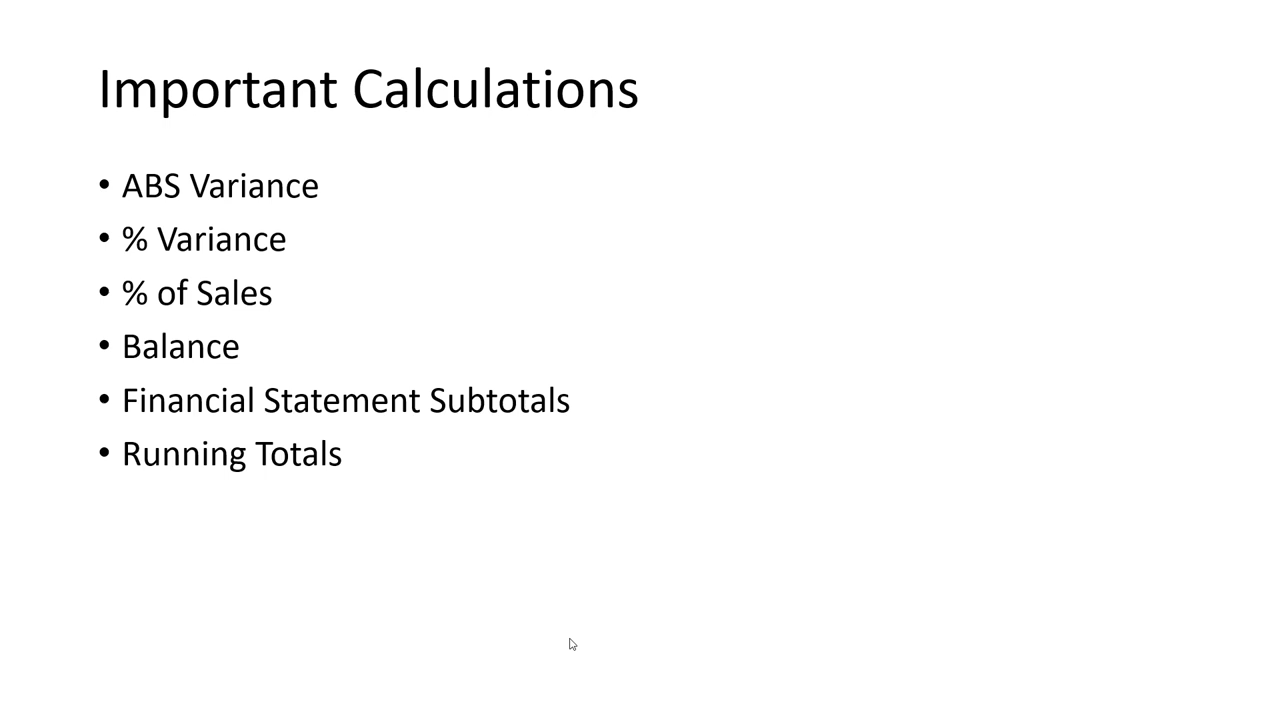 Important Calculations
• ABS Variance
• % Variance
• % of Sales
• Balance
• Financial Statement Subtotals
• Running Totals